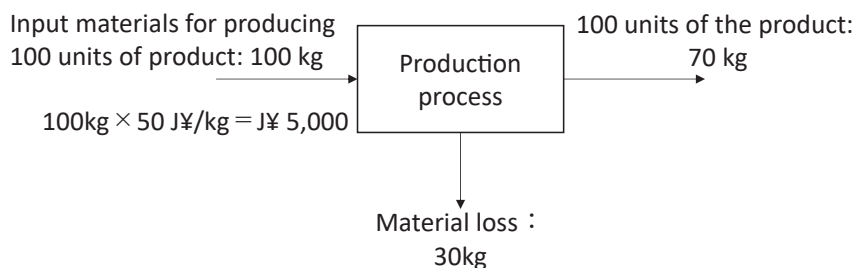 Input materials for producing
100 units of product: 100 kg
100kg × 50 J¥/kg = J¥ 5,000
Production
process
100 units of the product:
70 kg
Material loss：
30kg